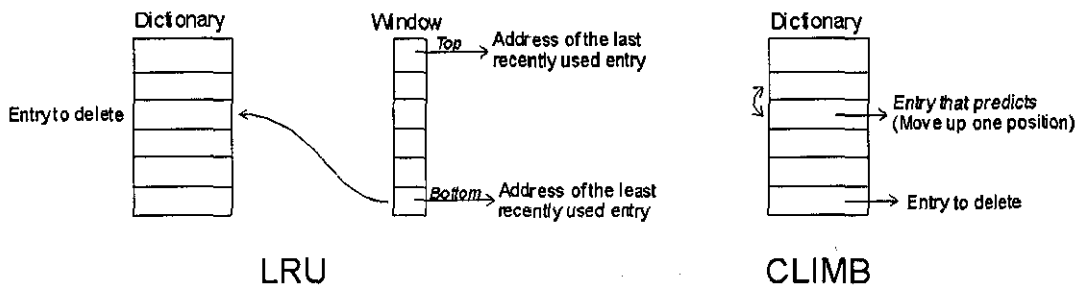 Dictionary
Window
Dictionary
Top
Address of the last
recently used entry
Entry to delete
Entry that predicts
(Move up one position)
Bottom
Address of the least
recently used entry
Entry to delete
LRU
CLIMB